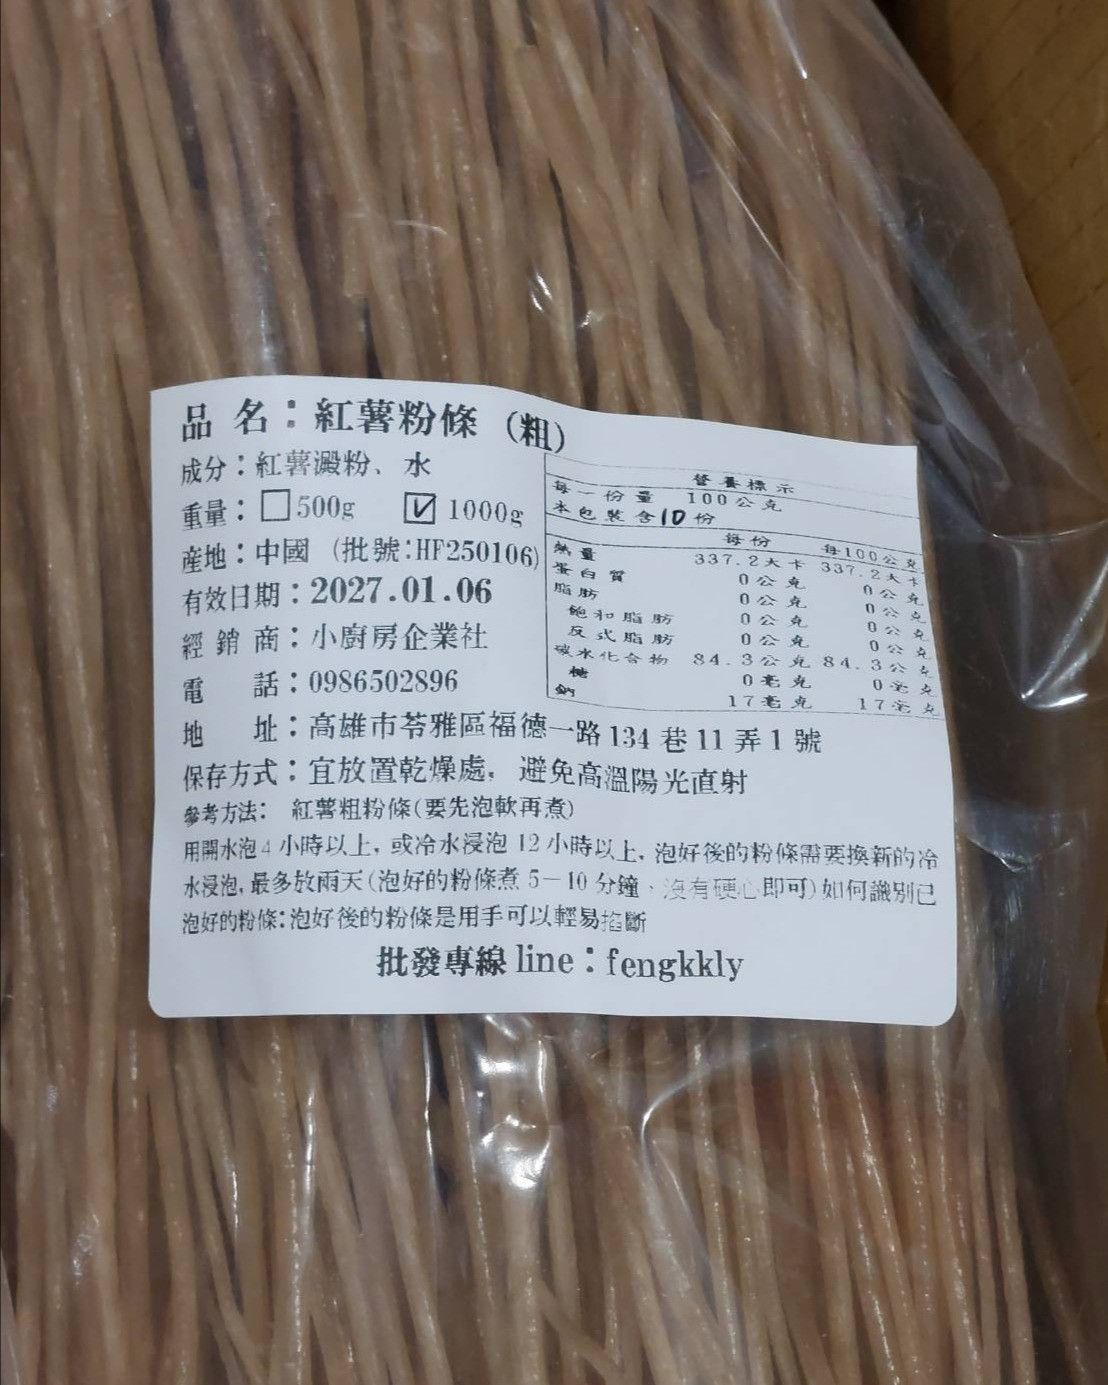 品 名：紅薯粉條 (粗)
成分：紅薯澱粉、水
重量：□500g ☑1000g
產地：中國 (批號:HF250106)
有效日期：2027.01.06
經 銷 商：小廚房企業社
電 話：0986502896
營養標示
每一份量 100公克
本包裝含10份
每份 每100公克
熱量 337.2大卡 337.2大卡
蛋白質 0公克 0公克
脂肪 0公克 0公克
飽和脂肪 0公克 0公克
反式脂肪 0公克 0公克
碳水化合物 84.3公克 84.3公克
糖 0毫克 0毫克
鈉 17毫克 17毫克
地 址：高雄市苓雅區福德一路134巷11弄1號
保存方式：宜放置乾燥處，避免高溫陽光直射
參考方法: 紅薯粗粉條(要先泡軟再煮)
用開水泡4小時以上,或冷水浸泡12小時以上,泡好後的粉條需要換新的冷
水浸泡,最多放兩天(泡好的粉條煮5－10分鐘、沒有硬心即可)如何識別已
泡好的粉條:泡好後的粉條是用手可以輕易掐斷
批發專線line：fengkkly